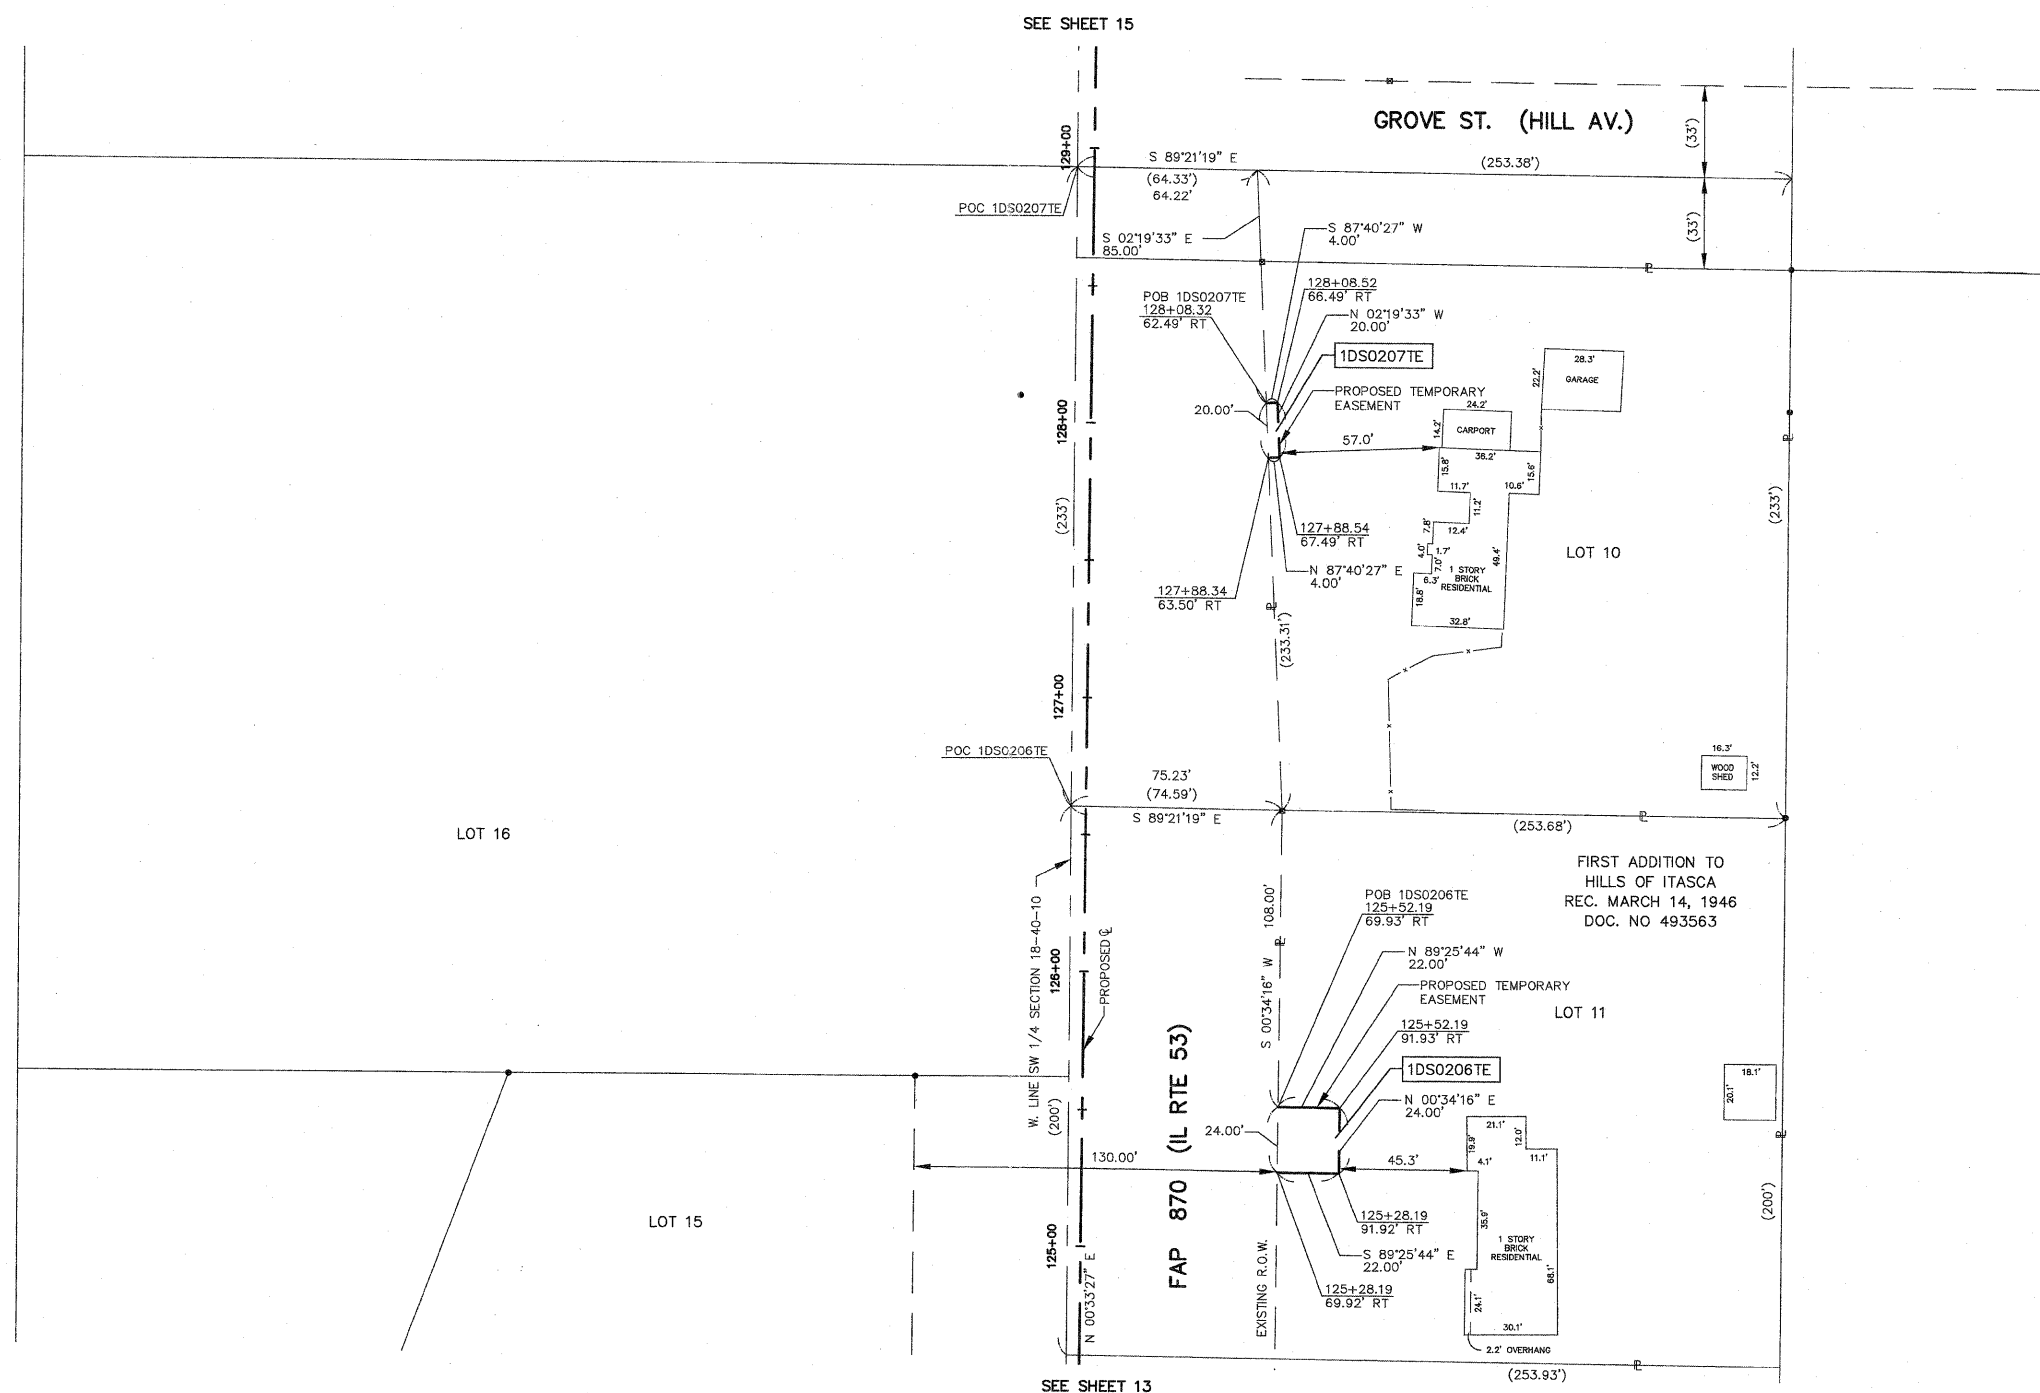 SEE SHEET 15
GROVE ST. (HILL AV.)
(33')
(33')
129+00
S 89°21'19" E
(64.33')
64.22'
(253.38')
POC 1DS0207TE
S 02°19'33" E
85.00'
S 87°40'27" W
4.00'
POB 1DS0207TE
128+08.32
62.49' RT
128+08.52
66.49' RT
N 02°19'33" W
20.00'
1DS0207TE
PROPOSED TEMPORARY
EASEMENT
20.00'
57.0'
28.3'
GARAGE
22.2'
24.2'
CARPORT
14.2'
36.2'
15.8'
15.6'
11.7'
10.6'
11.2'
7.8'
12.4'
4.0'
1.7'
7.0'
6.3'
1 STORY
BRICK
RESIDENTIAL
49.4'
18.8'
32.8'
128+00
(233')
(233')
127+88.54
67.49' RT
N 87°40'27" E
4.00'
127+88.34
63.50' RT
LOT 10
PL
PL
PL
(233.31')
127+00
POC 1DS0206TE
75.23'
(74.59')
S 89°21'19" E
16.3'
WOOD
SHED
12.2'
PL
(253.68')
LOT 16
FIRST ADDITION TO
HILLS OF ITASCA
REC. MARCH 14, 1946
DOC. NO 493563
W. LINE SW 1/4 SECTION 18-40-10
126+00
PROPOSED CL
S 00°34'16" W 108.00'
PL
POB 1DS0206TE
125+52.19
69.93' RT
N 89°25'44" W
22.00'
PROPOSED TEMPORARY
EASEMENT
125+52.19
91.93' RT
LOT 11
1DS0206TE
N 00°34'16" E
24.00'
24.00'
(200')
130.00'
45.3'
FAP 870 (IL RTE 53)
18.1'
20.1'
PL
21.1'
12.0'
19.9'
4.1'
11.1'
35.9'
1 STORY
BRICK
RESIDENTIAL
68.1'
24.1'
30.1'
2.2' OVERHANG
(200')
LOT 15
125+00
N 00°33'27" E
EXISTING R.O.W.
125+28.19
91.92' RT
S 89°25'44" E
22.00'
125+28.19
69.92' RT
PL
(253.93')
SEE SHEET 13